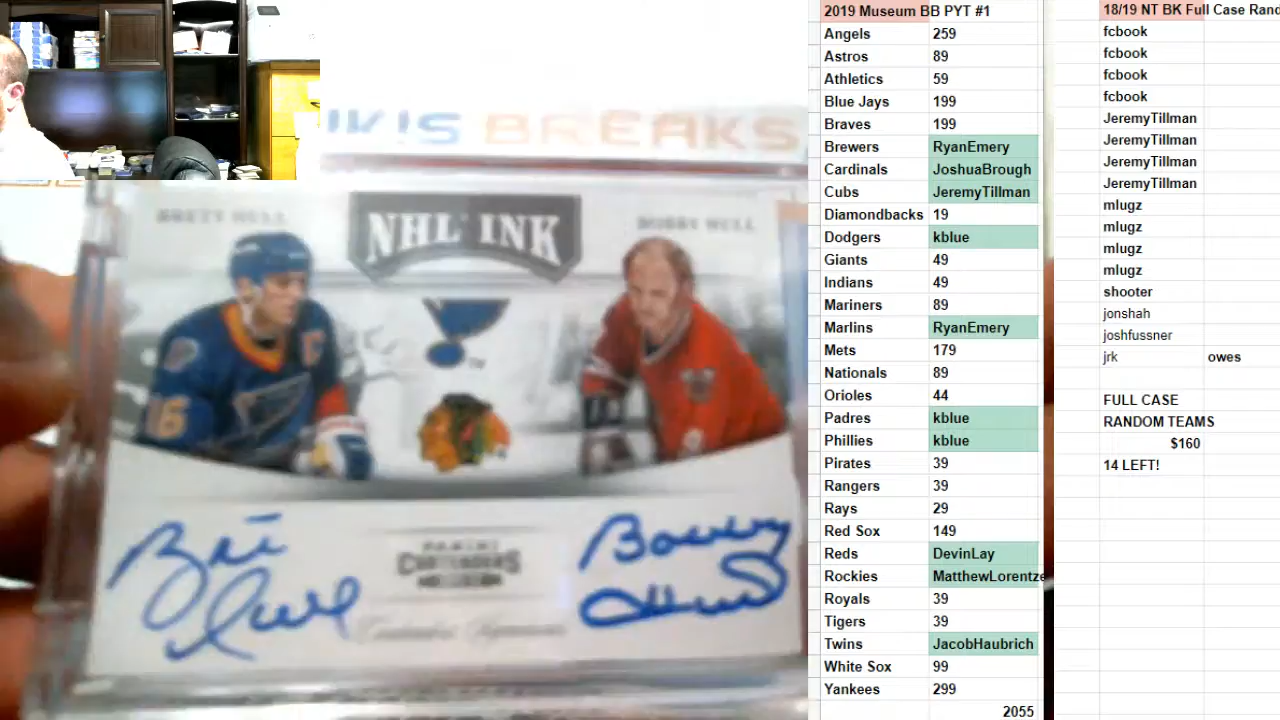 IVIS BREAKS
BRETT HULL
NHL INK
BOBBY HULL
16
C
PANINI
CONTENDERS
2019 Museum BB PYT #1
Angels 259
Astros 89
Athletics 59
Blue Jays 199
Braves 199
Brewers RyanEmery
Cardinals JoshuaBrough
Cubs JeremyTillman
Diamondbacks 19
Dodgers kblue
Giants 49
Indians 49
Mariners 89
Marlins RyanEmery
Mets 179
Nationals 89
Orioles 44
Padres kblue
Phillies kblue
Pirates 39
Rangers 39
Rays 29
Red Sox 149
Reds DevinLay
Rockies MatthewLorentze
Royals 39
Tigers 39
Twins JacobHaubrich
White Sox 99
Yankees 299
2055
18/19 NT BK Full Case Rand
fcbook
fcbook
fcbook
fcbook
JeremyTillman
JeremyTillman
JeremyTillman
JeremyTillman
mlugz
mlugz
mlugz
mlugz
shooter
jonshah
joshfussner
jrk owes
FULL CASE
RANDOM TEAMS
$160
14 LEFT!